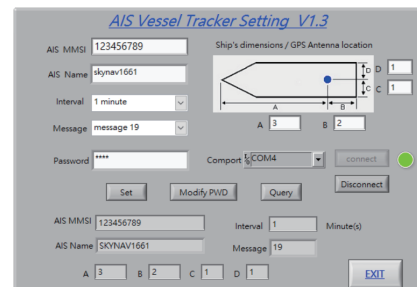 AIS Vessel Tracker Setting V1.3
AIS MMSI 123456789
Ship's dimensions / GPS Antenna location
AIS Name skynav1661
D D 1
C C 1
A B
Interval 1 minute
A 3 B 2
Message message 19
Password ****
Comport COM4 connect
Set Modify PWD Query Disconnect
AIS MMSI 123456789 Interval 1 Minute(s)
AIS Name SKYNAV1661 Message 19
A 3 B 2 C 1 D 1 EXIT